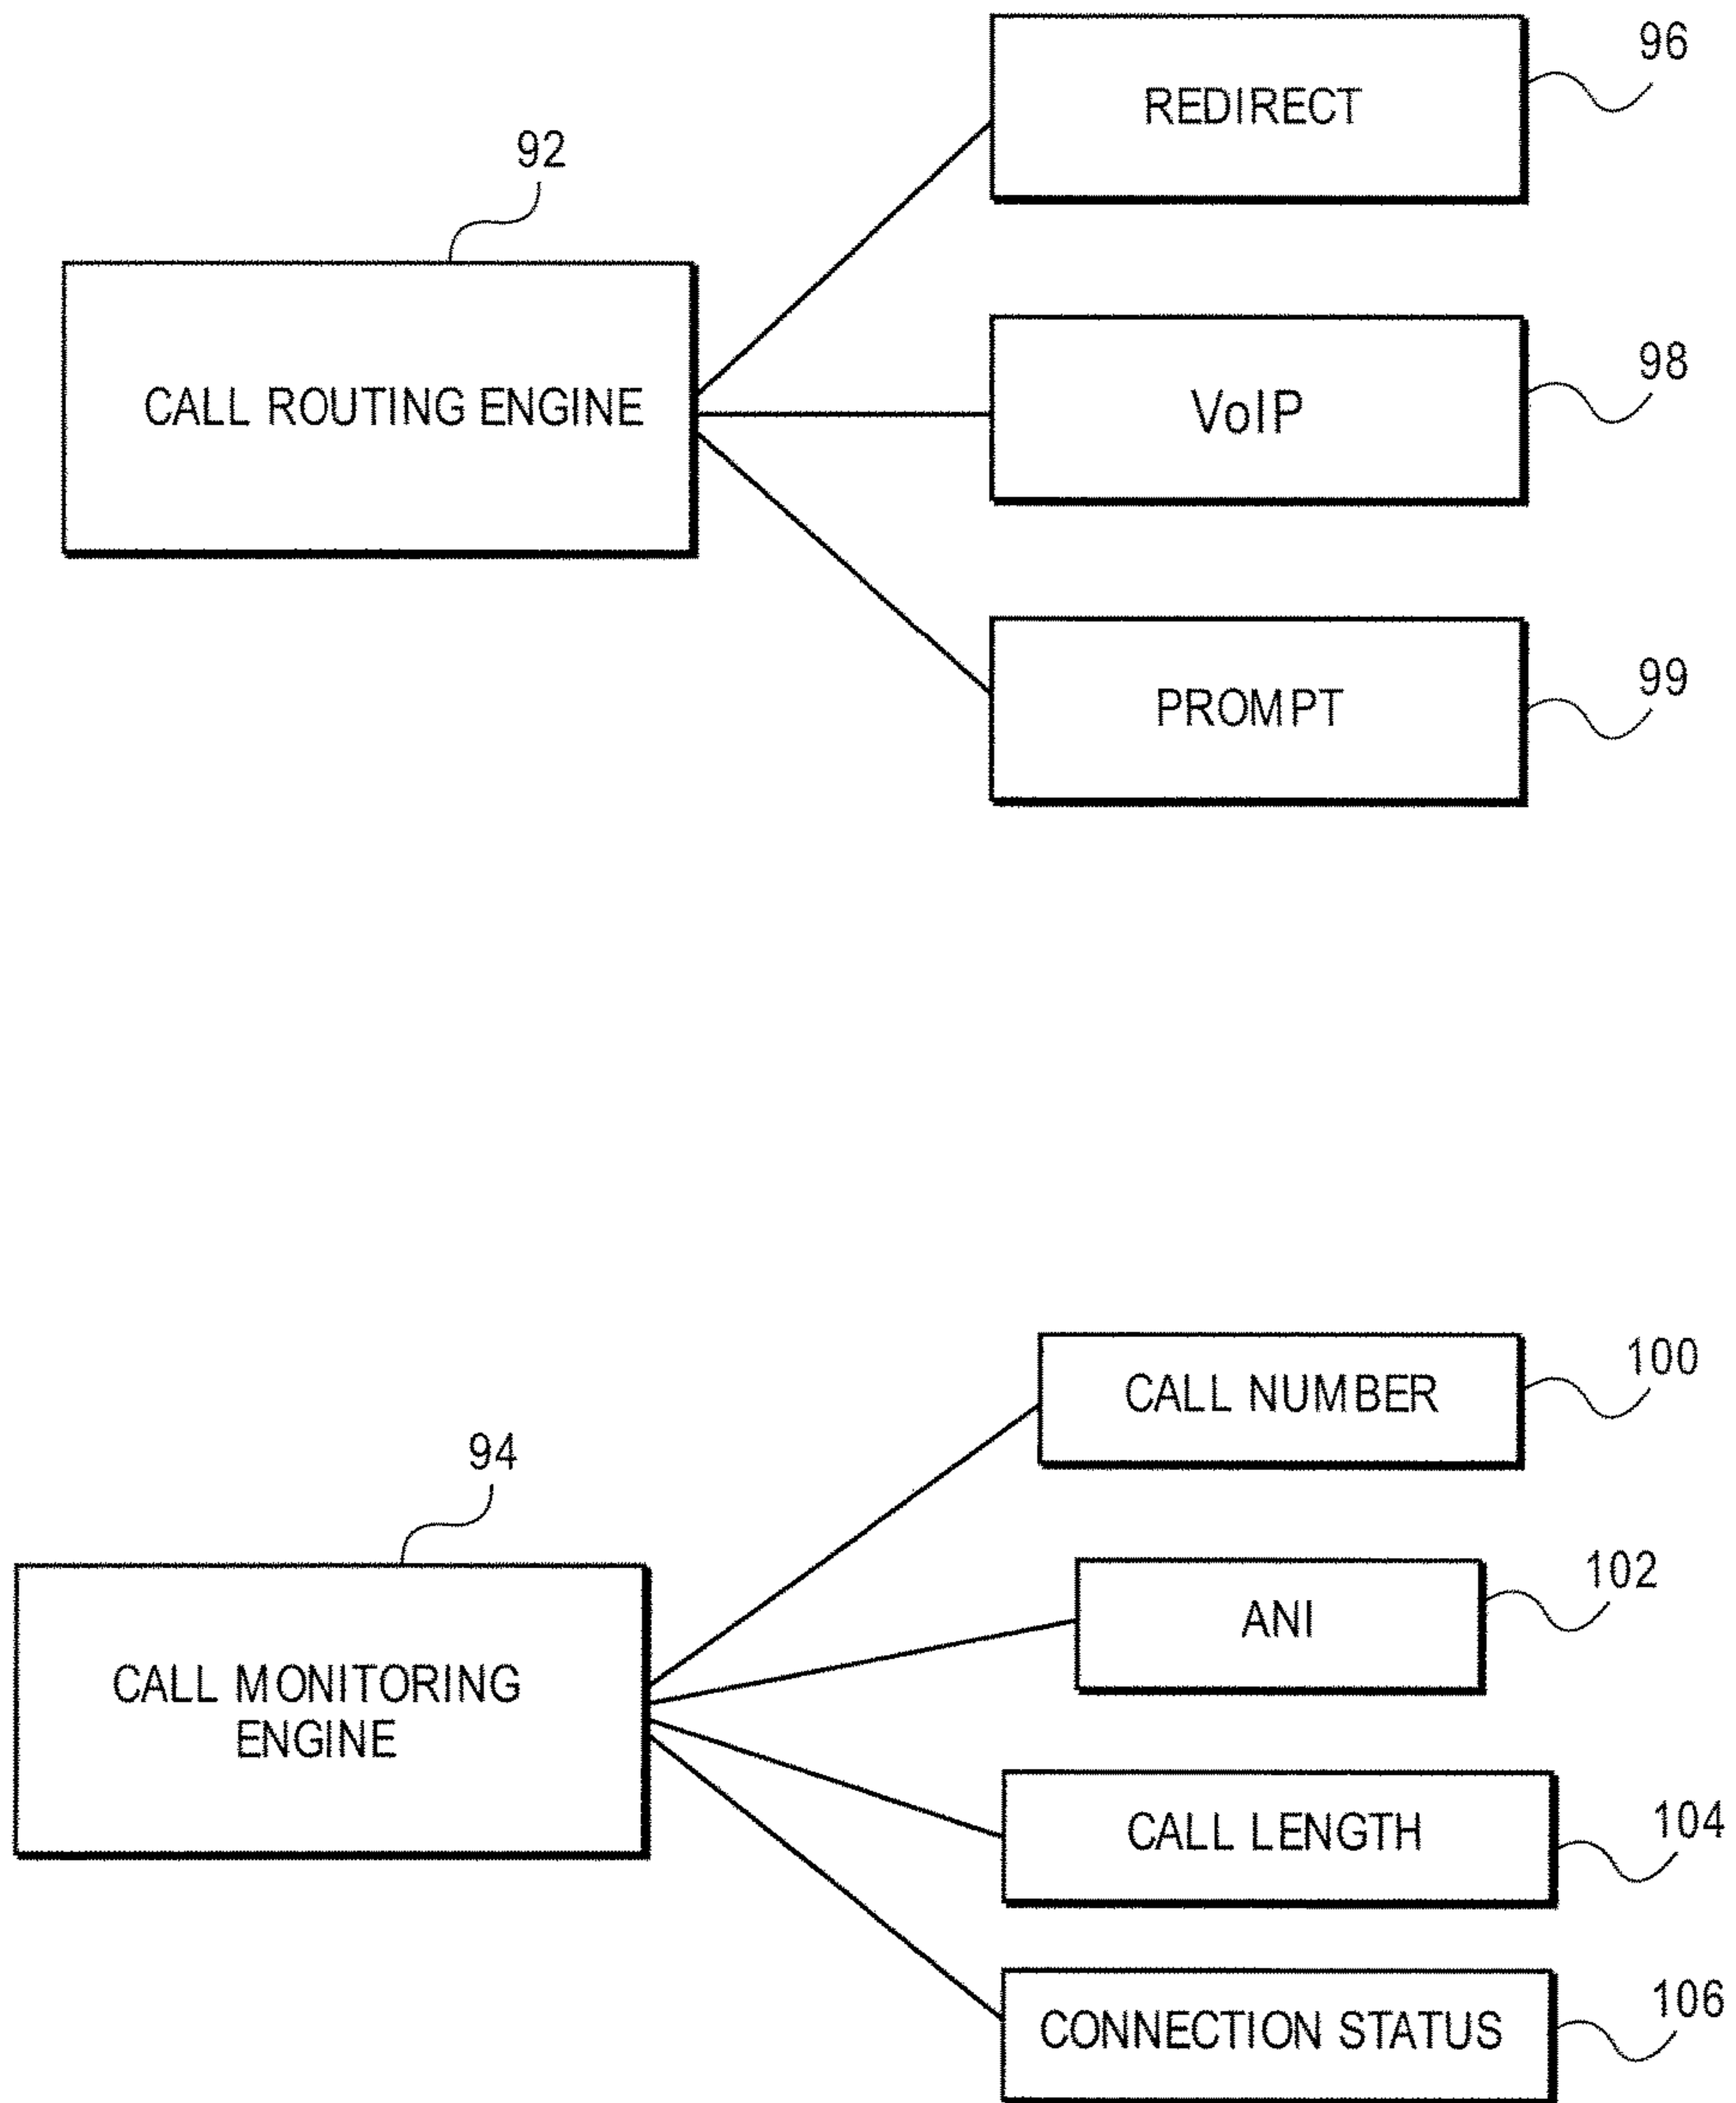 96
REDIRECT
92
98
CALL ROUTING ENGINE
VoIP
99
PROMPT
100
CALL NUMBER
94
102
ANI
CALL MONITORING
ENGINE
104
CALL LENGTH
106
CONNECTION STATUS